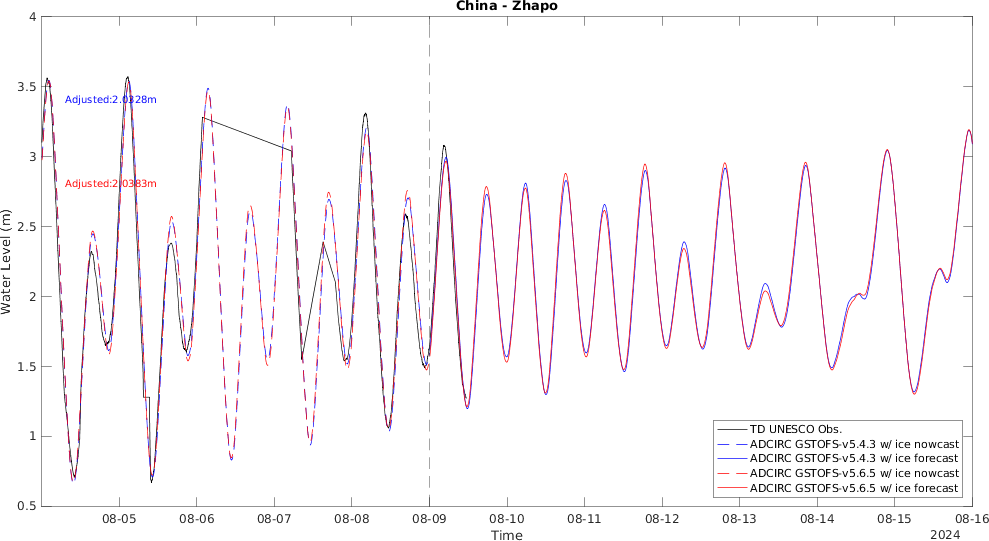 China - Zhapo
4
3.5
3
2.5
2
1.5
1
0.5
Water Level (m)
Adjusted:2.0328m
Adjusted:2.0383m
TD UNESCO Obs.
ADCIRC GSTOFS-v5.4.3 w/ ice nowcast
ADCIRC GSTOFS-v5.4.3 w/ ice forecast
ADCIRC GSTOFS-v5.6.5 w/ ice nowcast
ADCIRC GSTOFS-v5.6.5 w/ ice forecast
08-05 08-06 08-07 08-08 08-09 08-10 08-11 08-12 08-13 08-14 08-15 08-16
Time
2024